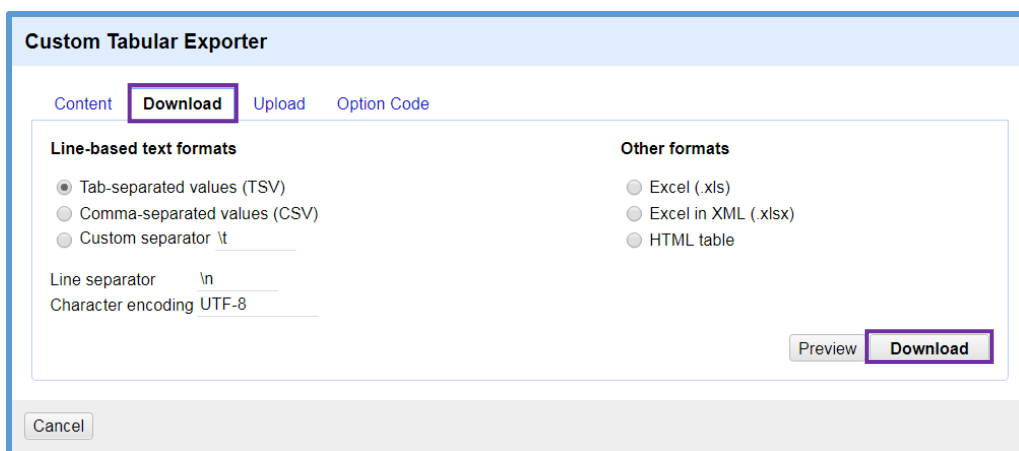 Custom Tabular Exporter
Content Download Upload Option Code
Line-based text formats
Tab-separated values (TSV)
Comma-separated values (CSV)
Custom separator \t
Line separator \n
Character encoding UTF-8
Other formats
Excel (.xls)
Excel in XML (.xlsx)
HTML table
Preview Download
Cancel